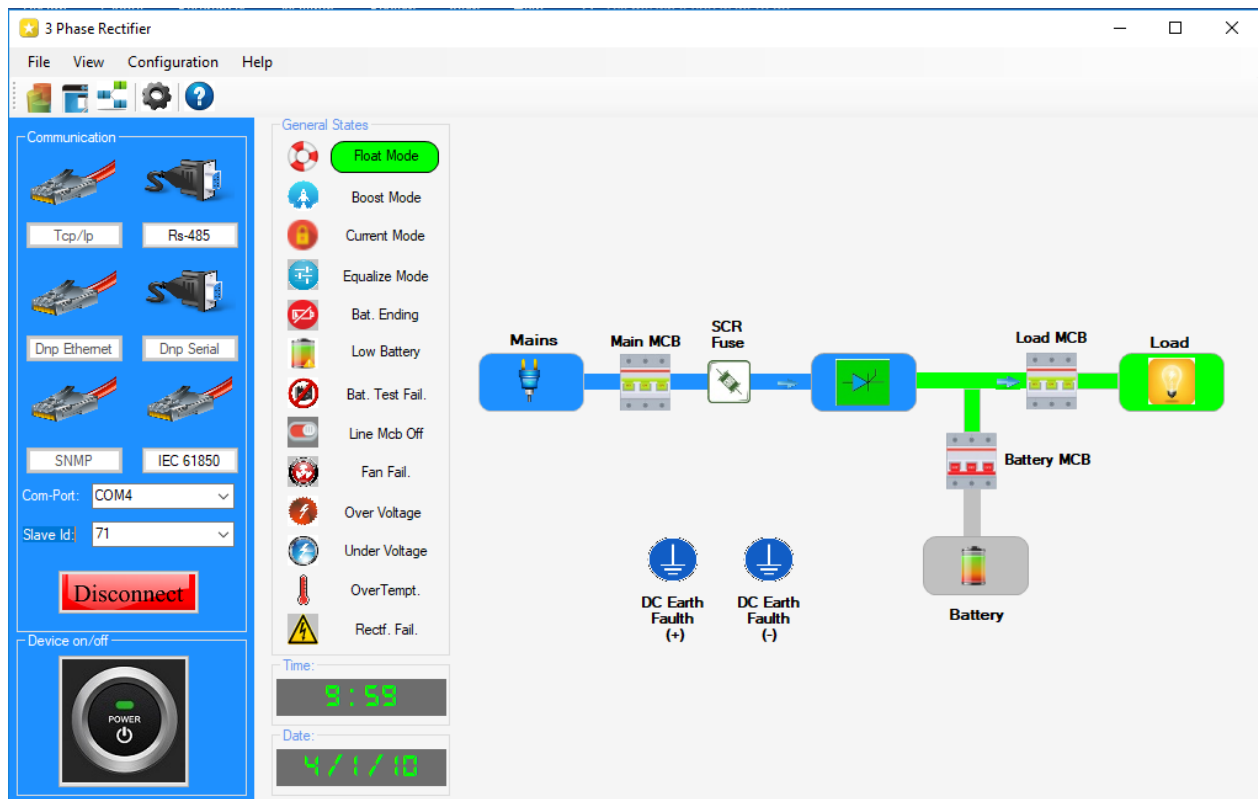 3 Phase Rectifier
File View Configuration Help
Communication
Tcp/Ip Rs-485
Dnp Ethernet Dnp Serial
SNMP IEC 61850
Com-Port: COM4
Slave Id: 71
Disconnect
Device on/off
POWER
General States
Float Mode
Boost Mode
Current Mode
Equalize Mode
Bat. Ending
Low Battery
Bat. Test Fail.
Line Mcb Off
Fan Fail.
Over Voltage
Under Voltage
OverTempt.
Rectf. Fail.
Time:
9:59
Date:
4/1/10
Mains
Main MCB
SCR
Fuse
Load MCB
Load
Battery MCB
Battery
DC Earth
Faulth
(+)
DC Earth
Faulth
(-)